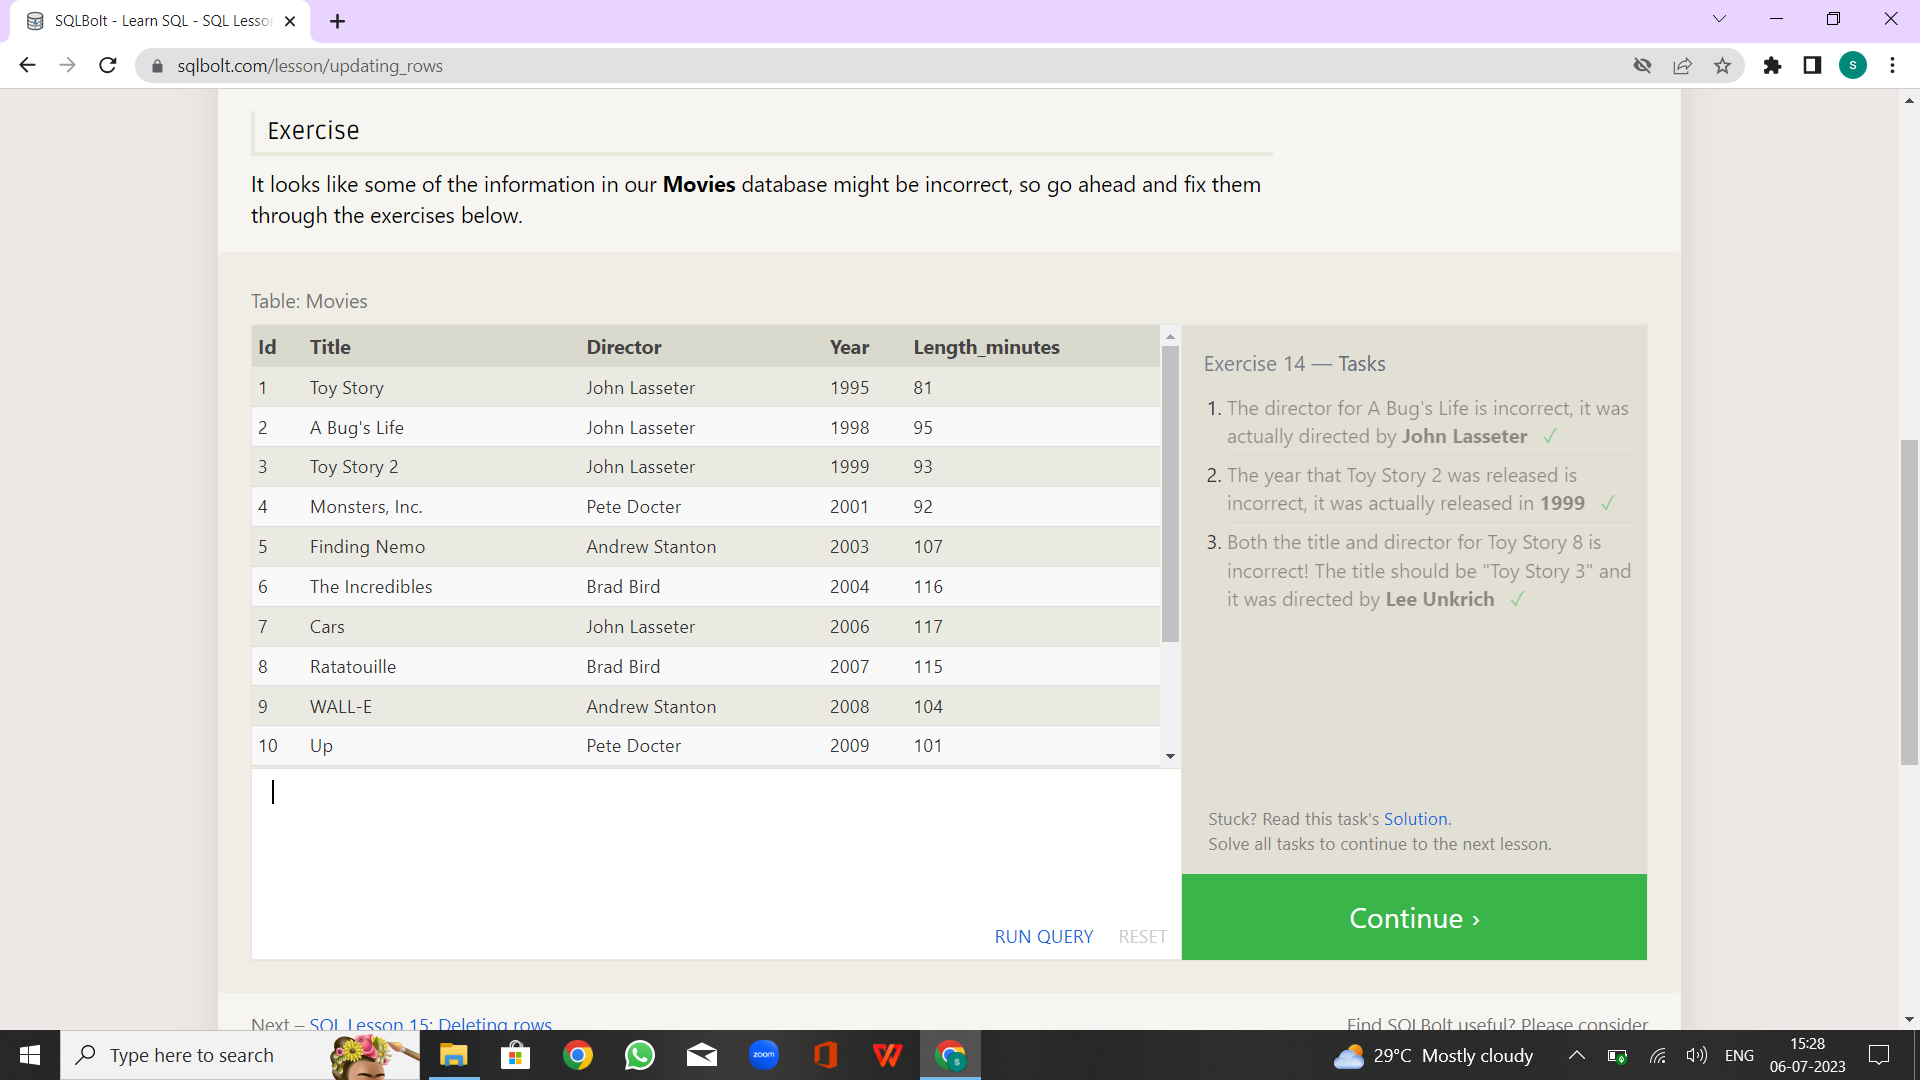 SQLBolt - Learn SQL - SQL Lesson
sqlbolt.com/lesson/updating_rows
S
Exercise
It looks like some of the information in our Movies database might be incorrect, so go ahead and fix them
through the exercises below.
Table: Movies
Id Title Director Year Length_minutes
1 Toy Story John Lasseter 1995 81
2 A Bug's Life John Lasseter 1998 95
3 Toy Story 2 John Lasseter 1999 93
4 Monsters, Inc. Pete Docter 2001 92
5 Finding Nemo Andrew Stanton 2003 107
6 The Incredibles Brad Bird 2004 116
7 Cars John Lasseter 2006 117
8 Ratatouille Brad Bird 2007 115
9 WALL-E Andrew Stanton 2008 104
10 Up Pete Docter 2009 101
RUN QUERY RESET
Exercise 14 — Tasks
1. The director for A Bug's Life is incorrect, it was
actually directed by John Lasseter ✓
2. The year that Toy Story 2 was released is
incorrect, it was actually released in 1999 ✓
3. Both the title and director for Toy Story 8 is
incorrect! The title should be "Toy Story 3" and
it was directed by Lee Unkrich ✓
Stuck? Read this task's Solution.
Solve all tasks to continue to the next lesson.
Continue ›
Next – SQL Lesson 15: Deleting rows
Find SQLBolt useful? Please consider
Type here to search
zoom
29°C Mostly cloudy
ENG
15:28
06-07-2023